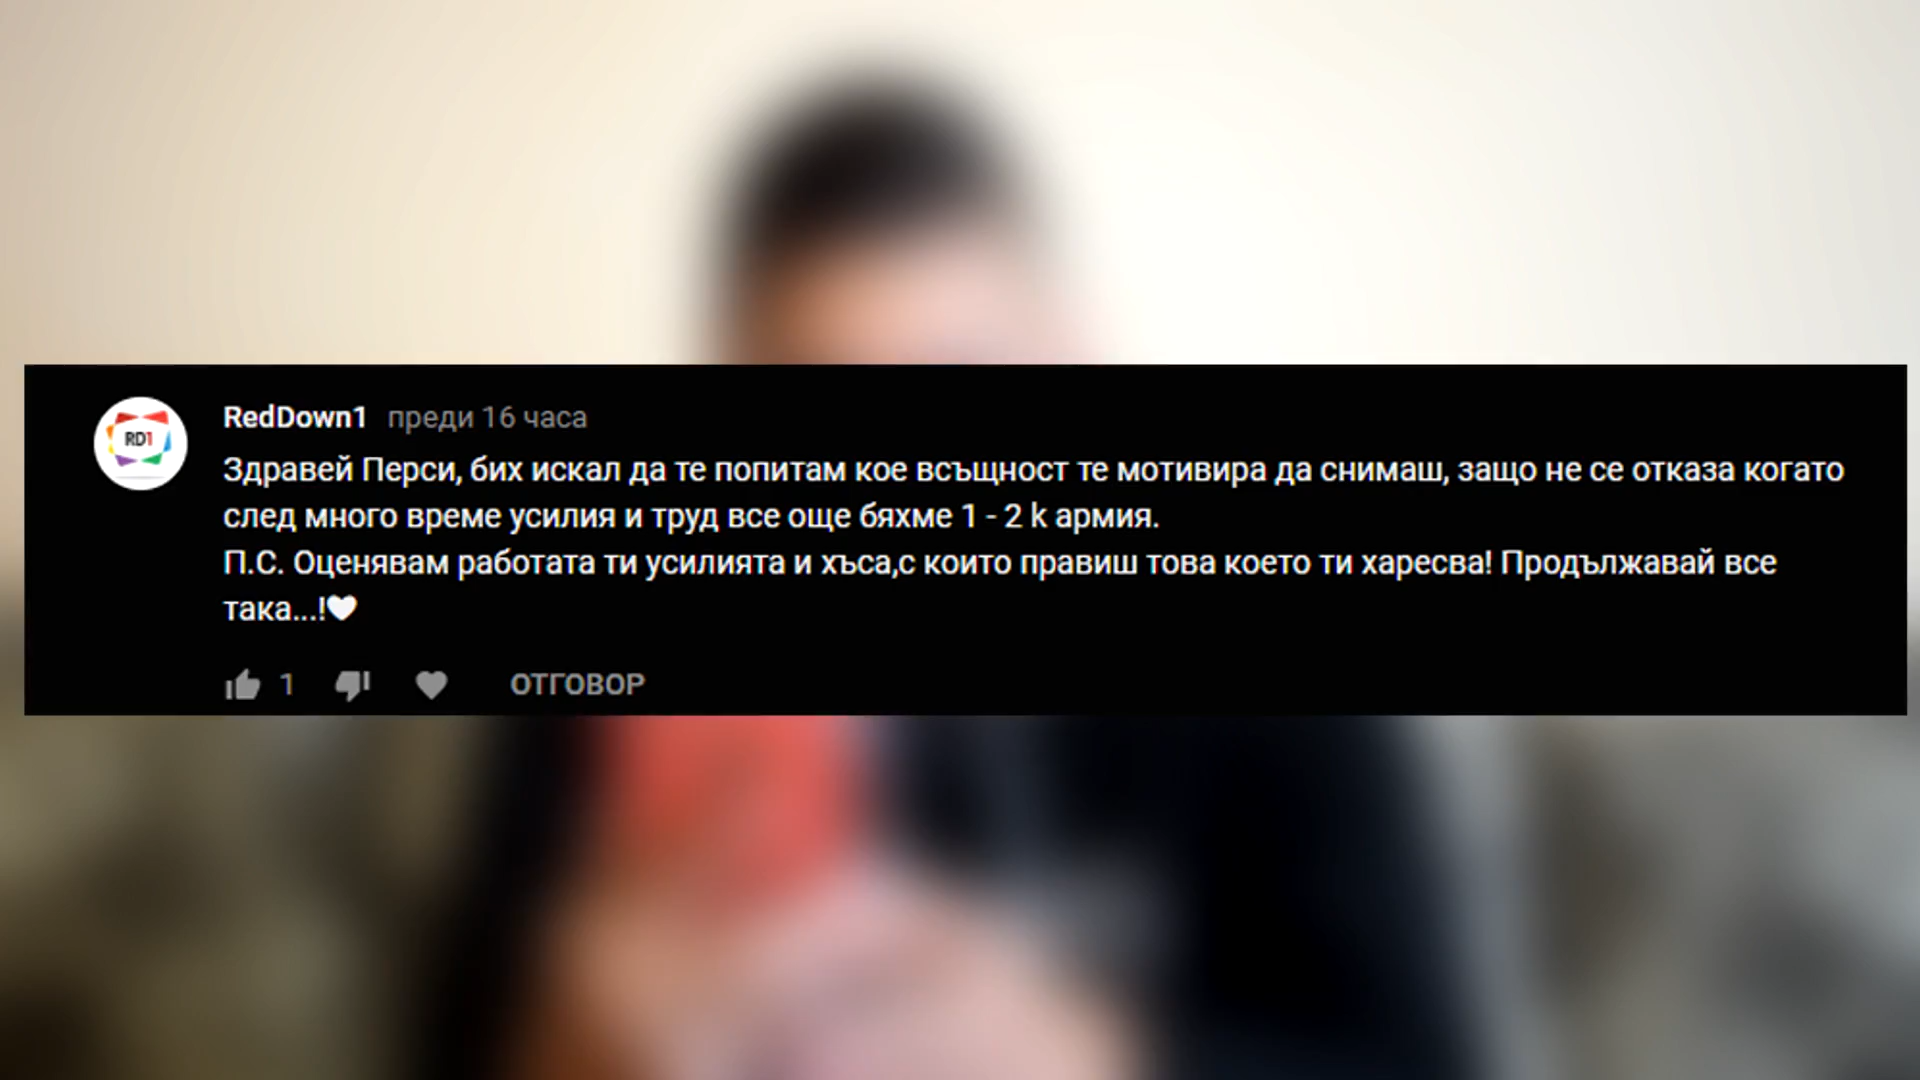 RD1
RedDown1 преди 16 часа
Здравей Перси, бих искал да те попитам кое всъщност те мотивира да снимаш, защо не се отказа когато
след много време усилия и труд все още бяхме 1 - 2 k армия.
П.С. Оценявам работата ти усилията и хъса,с които правиш това което ти харесва! Продължавай все
така...!🤍
1 ОТГОВОР